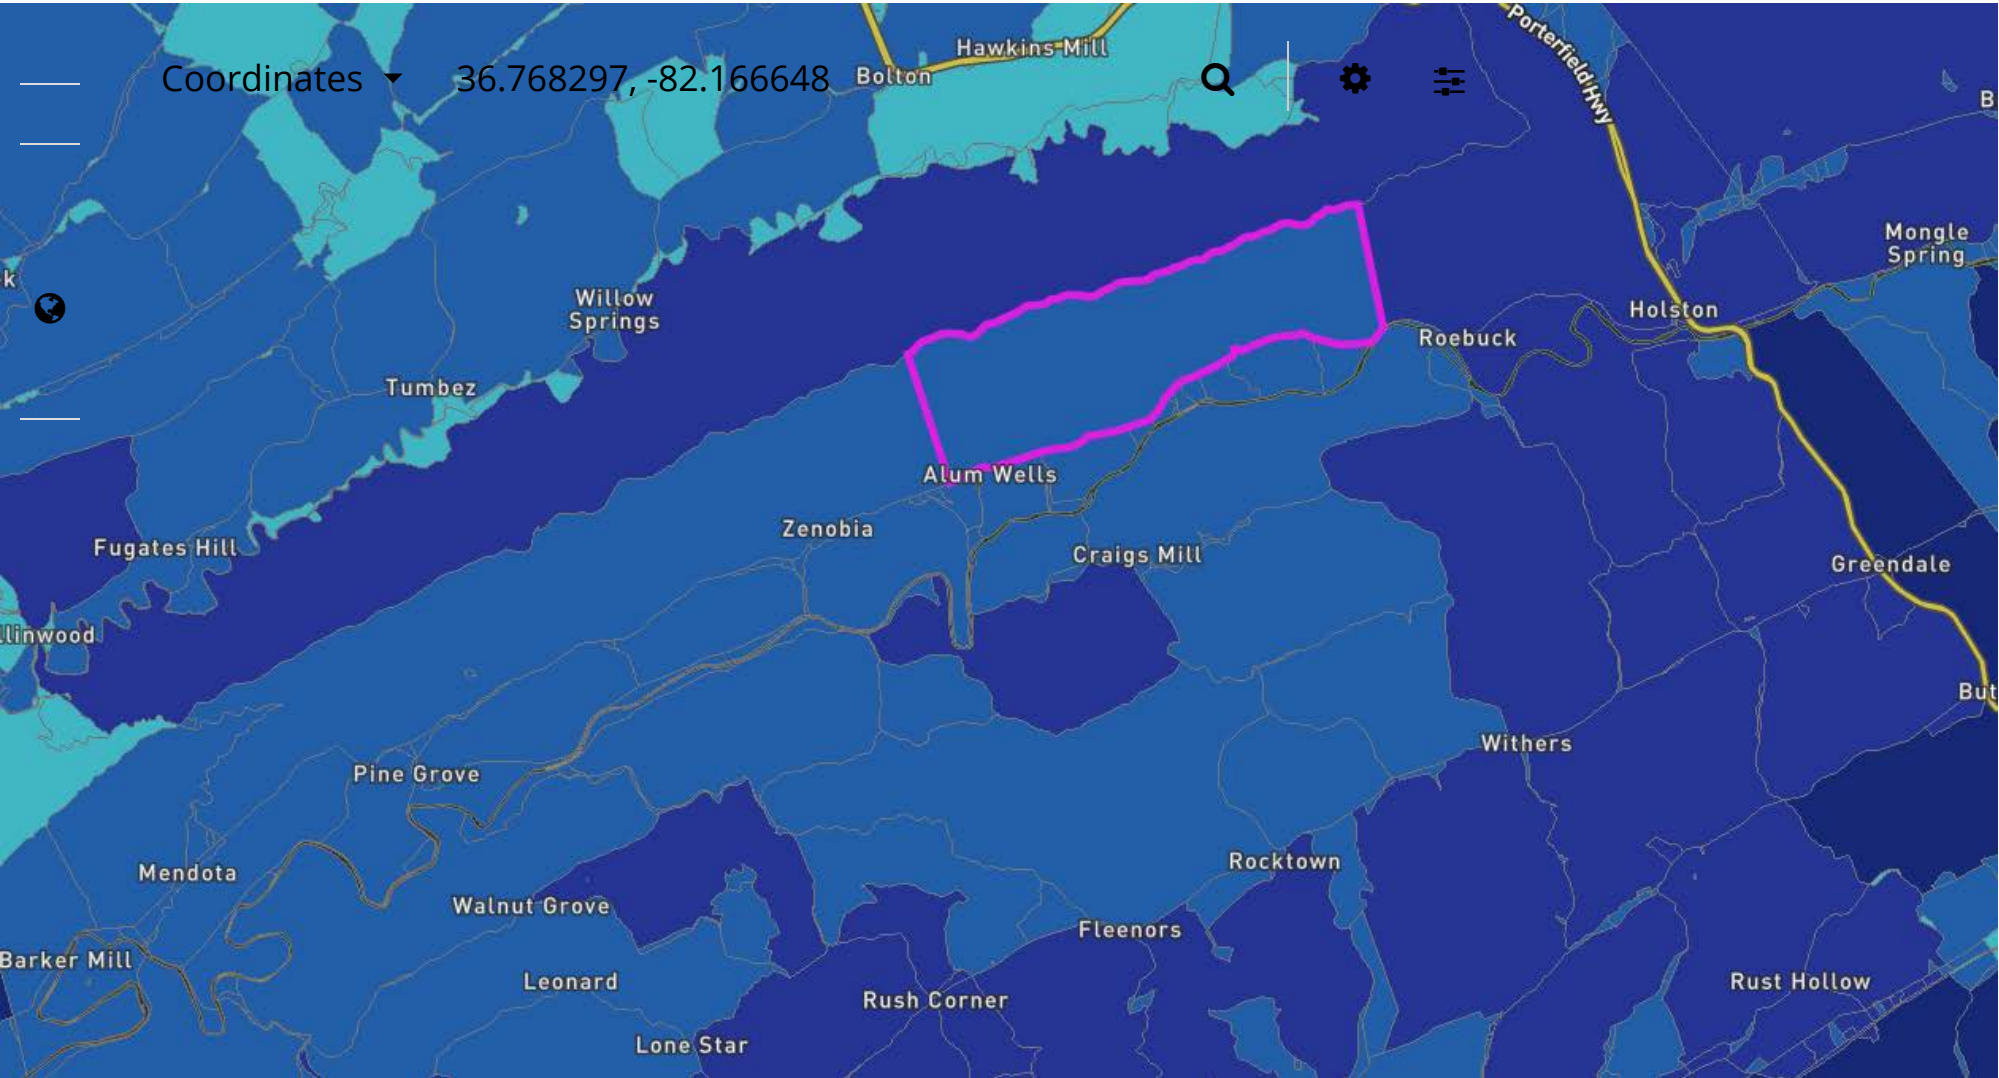 Porterfield Hwy
Hawkins Mill
Bolton
Coordinates 36.768297, -82.166648
B
Mongle
Spring
k
Willow
Springs
Holston
Roebuck
Tumbez
Alum Wells
Zenobia
Fugates Hill
Craigs Mill
Greendale
llinwood
But
Withers
Pine Grove
Rocktown
Mendota
Walnut Grove
Fleenors
Barker Mill
Leonard
Rust Hollow
Rush Corner
Lone Star